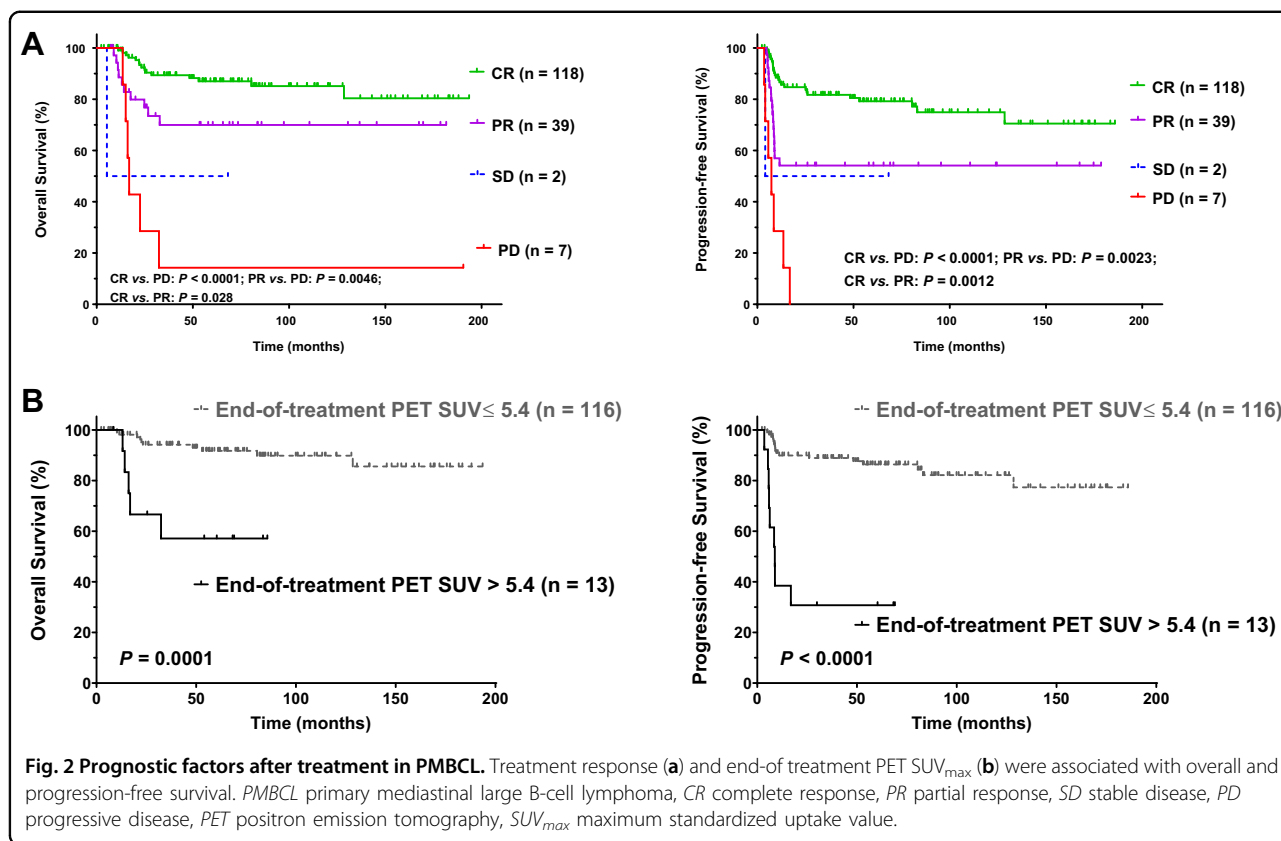 A
Overall Survival (%)
100
80
60
40
20
0
0 50 100 150 200
Time (months)
CR (n = 118)
PR (n = 39)
SD (n = 2)
PD (n = 7)
CR vs. PD: P < 0.0001; PR vs. PD: P = 0.0046;
CR vs. PR: P = 0.028
Progression-free Survival (%)
100
80
60
40
20
0
0 50 100 150 200
Time (months)
CR (n = 118)
PR (n = 39)
SD (n = 2)
PD (n = 7)
CR vs. PD: P < 0.0001; PR vs. PD: P = 0.0023;
CR vs. PR: P = 0.0012
B
Overall Survival (%)
100
80
60
40
20
0
0 50 100 150 200
Time (months)
End-of-treatment PET SUV≤ 5.4 (n = 116)
End-of-treatment PET SUV > 5.4 (n = 13)
P = 0.0001
Progression-free Survival (%)
100
80
60
40
20
0
0 50 100 150 200
Time (months)
End-of-treatment PET SUV≤ 5.4 (n = 116)
End-of-treatment PET SUV > 5.4 (n = 13)
P < 0.0001
Fig. 2 Prognostic factors after treatment in PMBCL. Treatment response (a) and end-of treatment PET SUVmax (b) were associated with overall and
progression-free survival. PMBCL primary mediastinal large B-cell lymphoma, CR complete response, PR partial response, SD stable disease, PD
progressive disease, PET positron emission tomography, SUVmax maximum standardized uptake value.